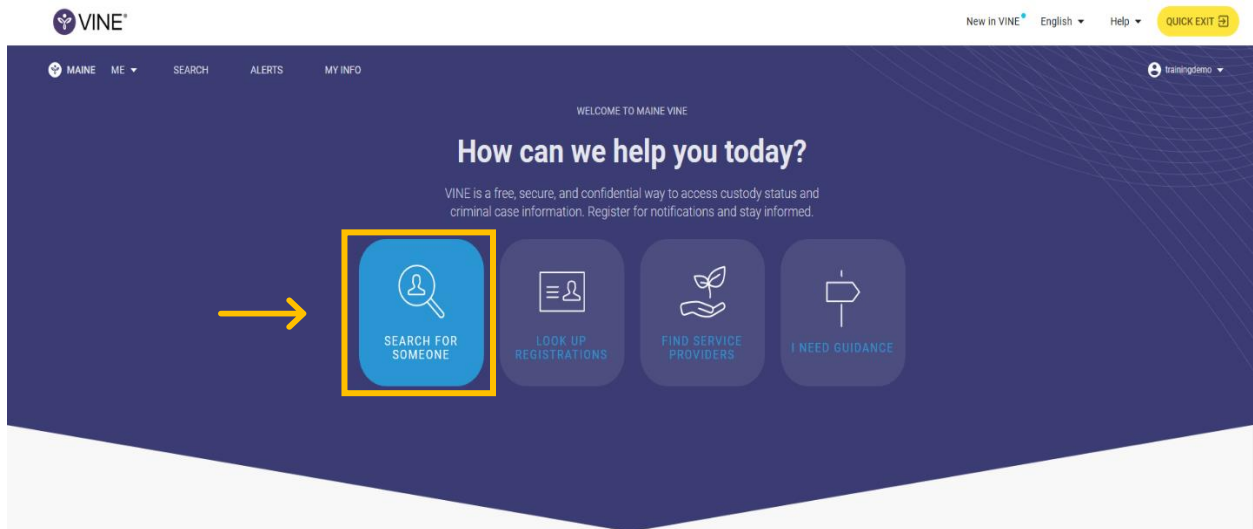 VINE®
New in VINE English Help QUICK EXIT
MAINE ME SEARCH ALERTS MY INFO trainingdemo
WELCOME TO MAINE VINE
How can we help you today?
VINE is a free, secure, and confidential way to access custody status and
criminal case information. Register for notifications and stay informed.
SEARCH FOR
SOMEONE
LOOK UP
REGISTRATIONS
FIND SERVICE
PROVIDERS
I NEED GUIDANCE